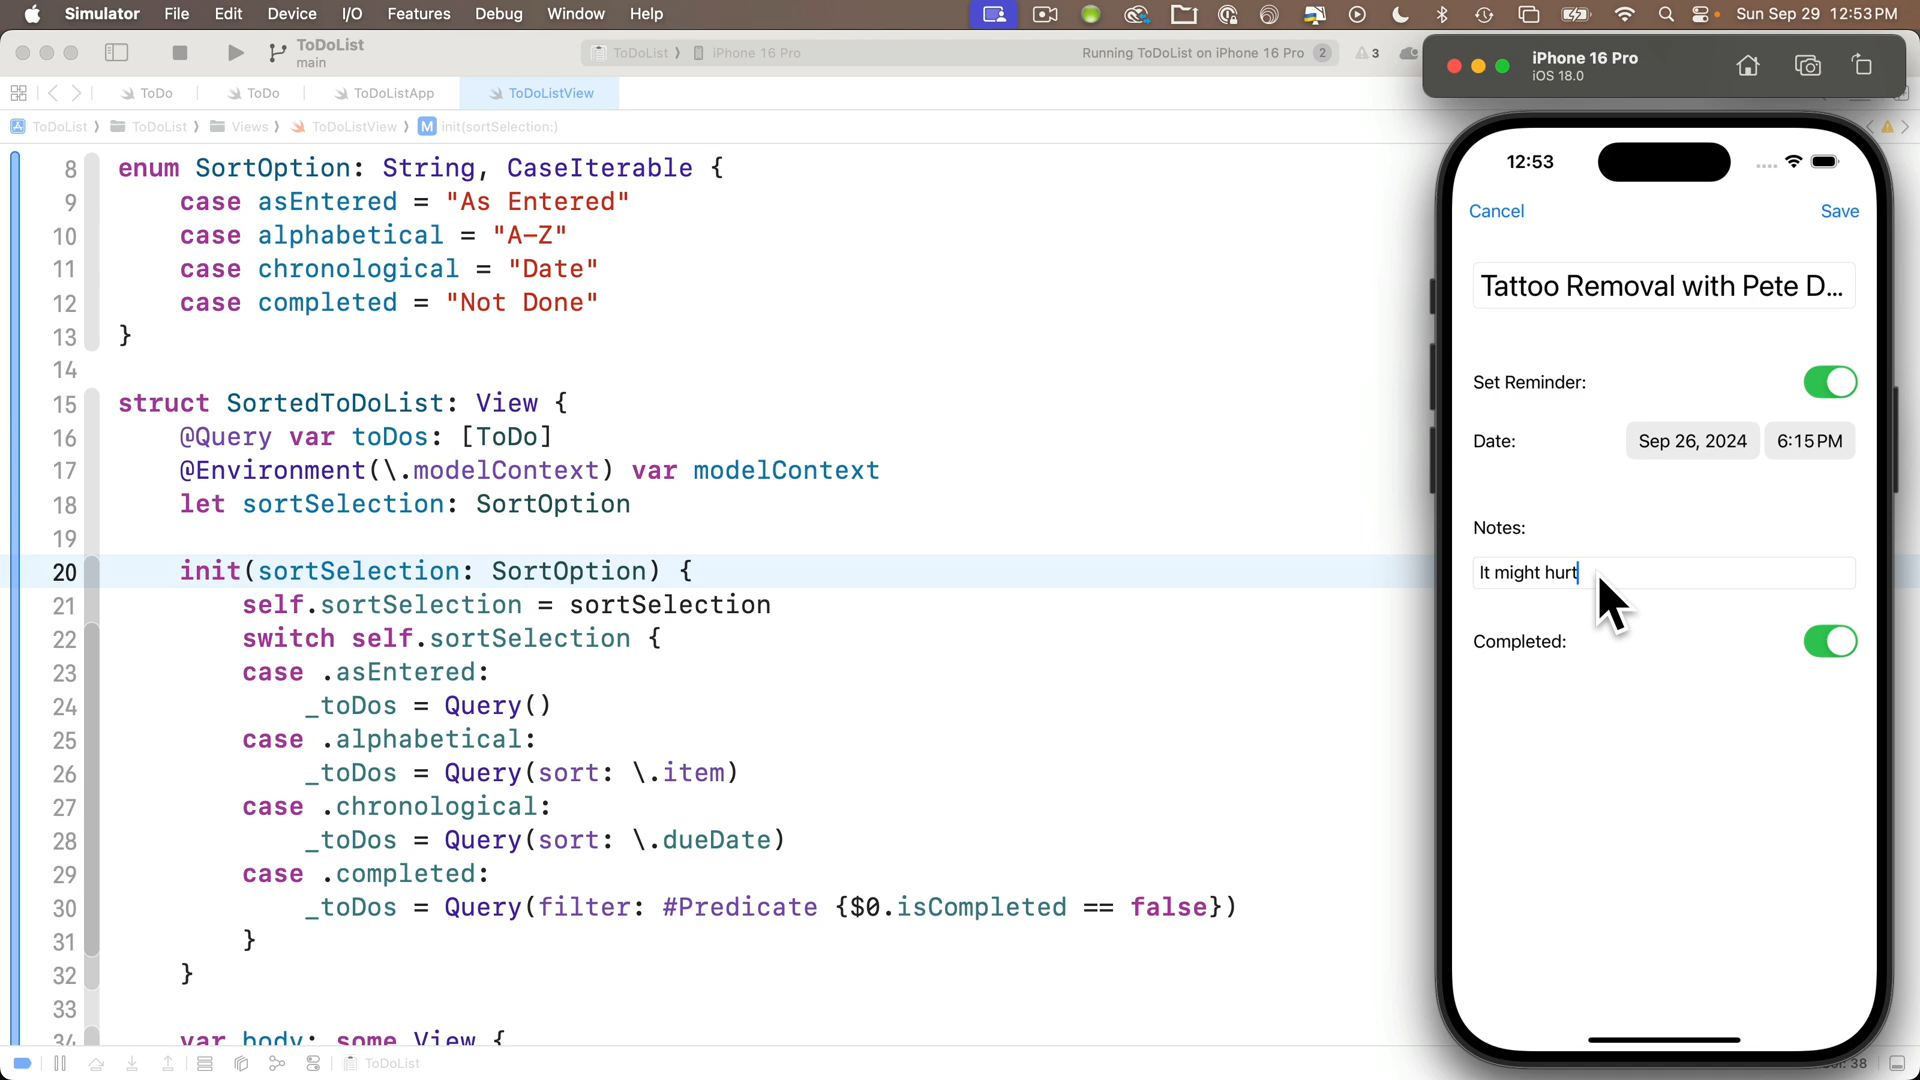 Simulator File Edit Device I/O Features Debug Window Help Sun Sep 29 12:53 PM
ToDoList
main
ToDoList iPhone 16 Pro Running ToDoList on iPhone 16 Pro 2 3
iPhone 16 Pro
iOS 18.0
ToDo ToDo ToDoListApp ToDoListView
ToDoList ToDoList Views ToDoListView M init(sortSelection:)
8 enum SortOption: String, CaseIterable {
9 case asEntered = "As Entered"
10 case alphabetical = "A-Z"
11 case chronological = "Date"
12 case completed = "Not Done"
13 }
14
15 struct SortedToDoList: View {
16 @Query var toDos: [ToDo]
17 @Environment(\.modelContext) var modelContext
18 let sortSelection: SortOption
19
20 init(sortSelection: SortOption) {
21 self.sortSelection = sortSelection
22 switch self.sortSelection {
23 case .asEntered:
24 _toDos = Query()
25 case .alphabetical:
26 _toDos = Query(sort: \.item)
27 case .chronological:
28 _toDos = Query(sort: \.dueDate)
29 case .completed:
30 _toDos = Query(filter: #Predicate {$0.isCompleted == false})
31 }
32 }
33
34 var body: some View {
ToDoList
12:53
Cancel Save
Tattoo Removal with Pete D...
Set Reminder:
Date: Sep 26, 2024 6:15 PM
Notes:
It might hurt
Completed:
: 38